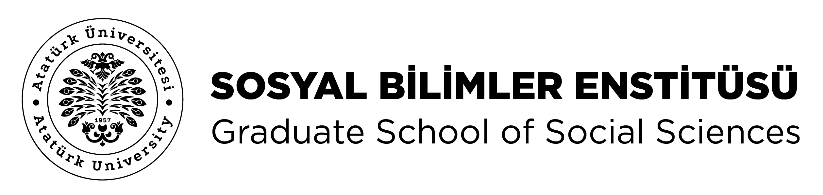 Atatürk Üniversitesi
1957
Atatürk University
SOSYAL BİLİMLER ENSTİTÜSÜ
Graduate School of Social Sciences